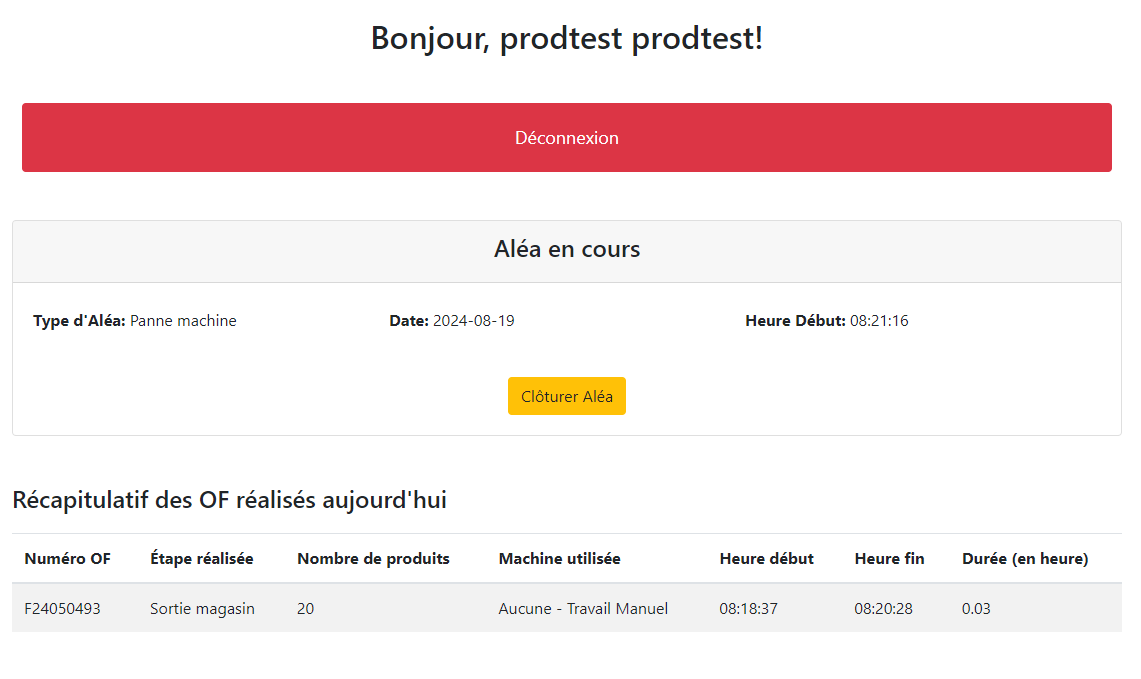 Bonjour, prodtest prodtest!
Déconnexion
Aléa en cours
Type d'Aléa: Panne machine Date: 2024-08-19 Heure Début: 08:21:16
Clôturer Aléa
Récapitulatif des OF réalisés aujourd'hui
Numéro OF Étape réalisée Nombre de produits Machine utilisée Heure début Heure fin Durée (en heure)
F24050493 Sortie magasin 20 Aucune - Travail Manuel 08:18:37 08:20:28 0.03